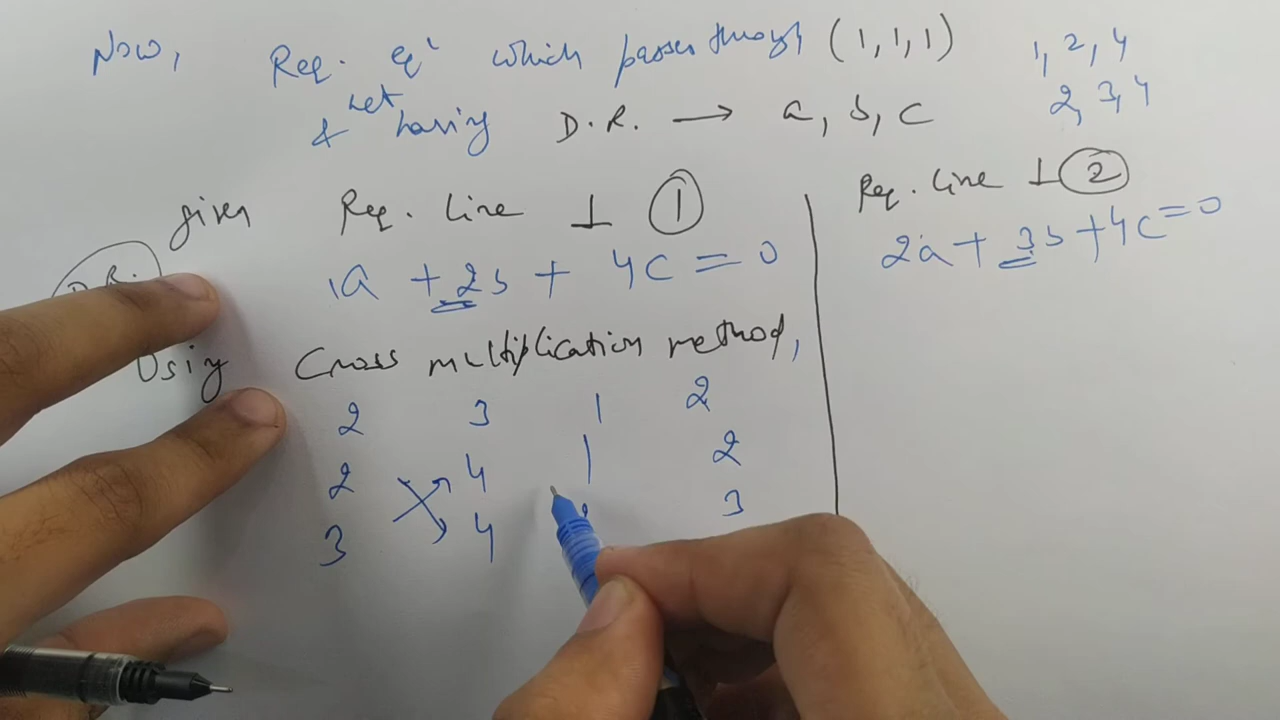 Now, Req. eqⁿ which passes through (1,1,1)
1, 2, 4
& let having D.R. → a, b, c
2, 3, 4
given Req. line ⊥ ①
1a + 2b + 4c = 0
Req. line ⊥ ②
2a + 3b + 4c = 0
D.R.
Using Cross multiplication method,
2 3 1 2
2 4 1 2
3 4 3